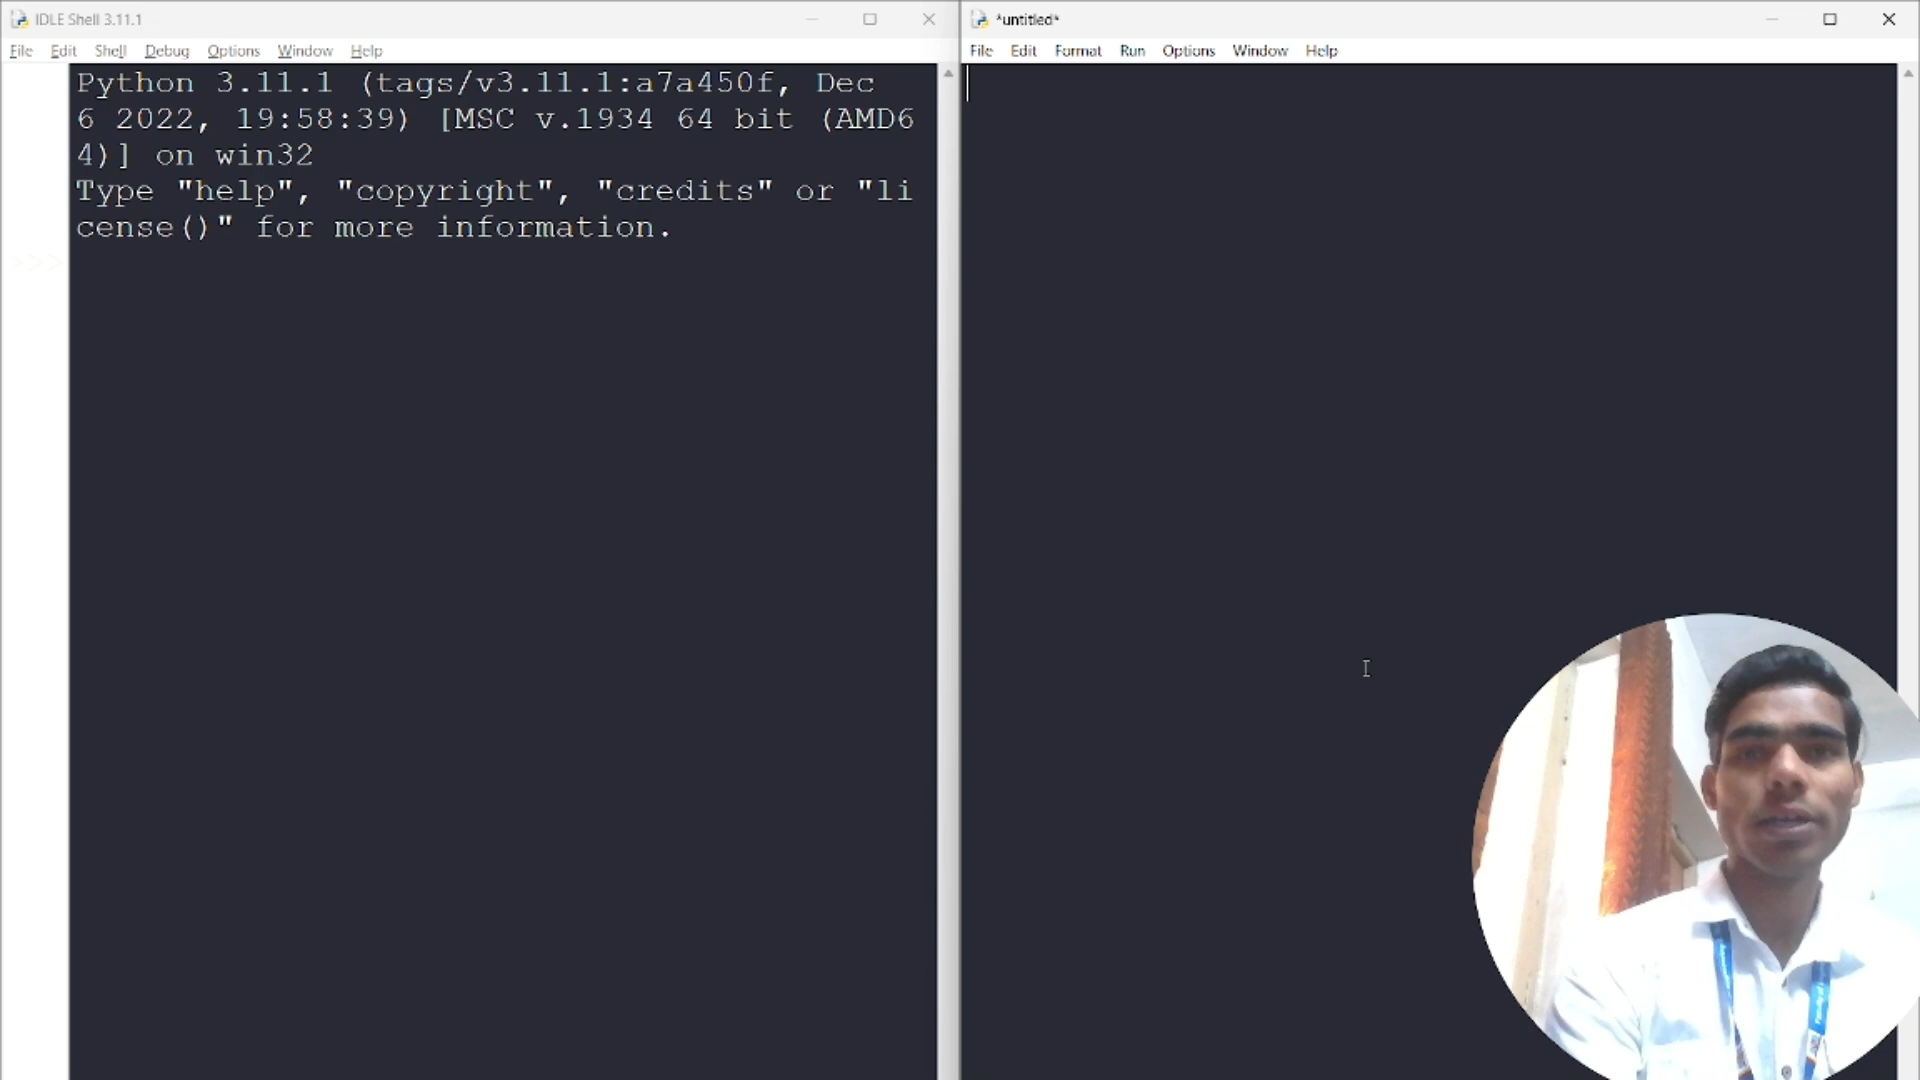 IDLE Shell 3.11.1
File Edit Shell Debug Options Window Help
Python 3.11.1 (tags/v3.11.1:a7a450f, Dec
6 2022, 19:58:39) [MSC v.1934 64 bit (AMD6
4)] on win32
Type "help", "copyright", "credits" or "li
cense()" for more information.
>>>
*untitled*
File Edit Format Run Options Window Help